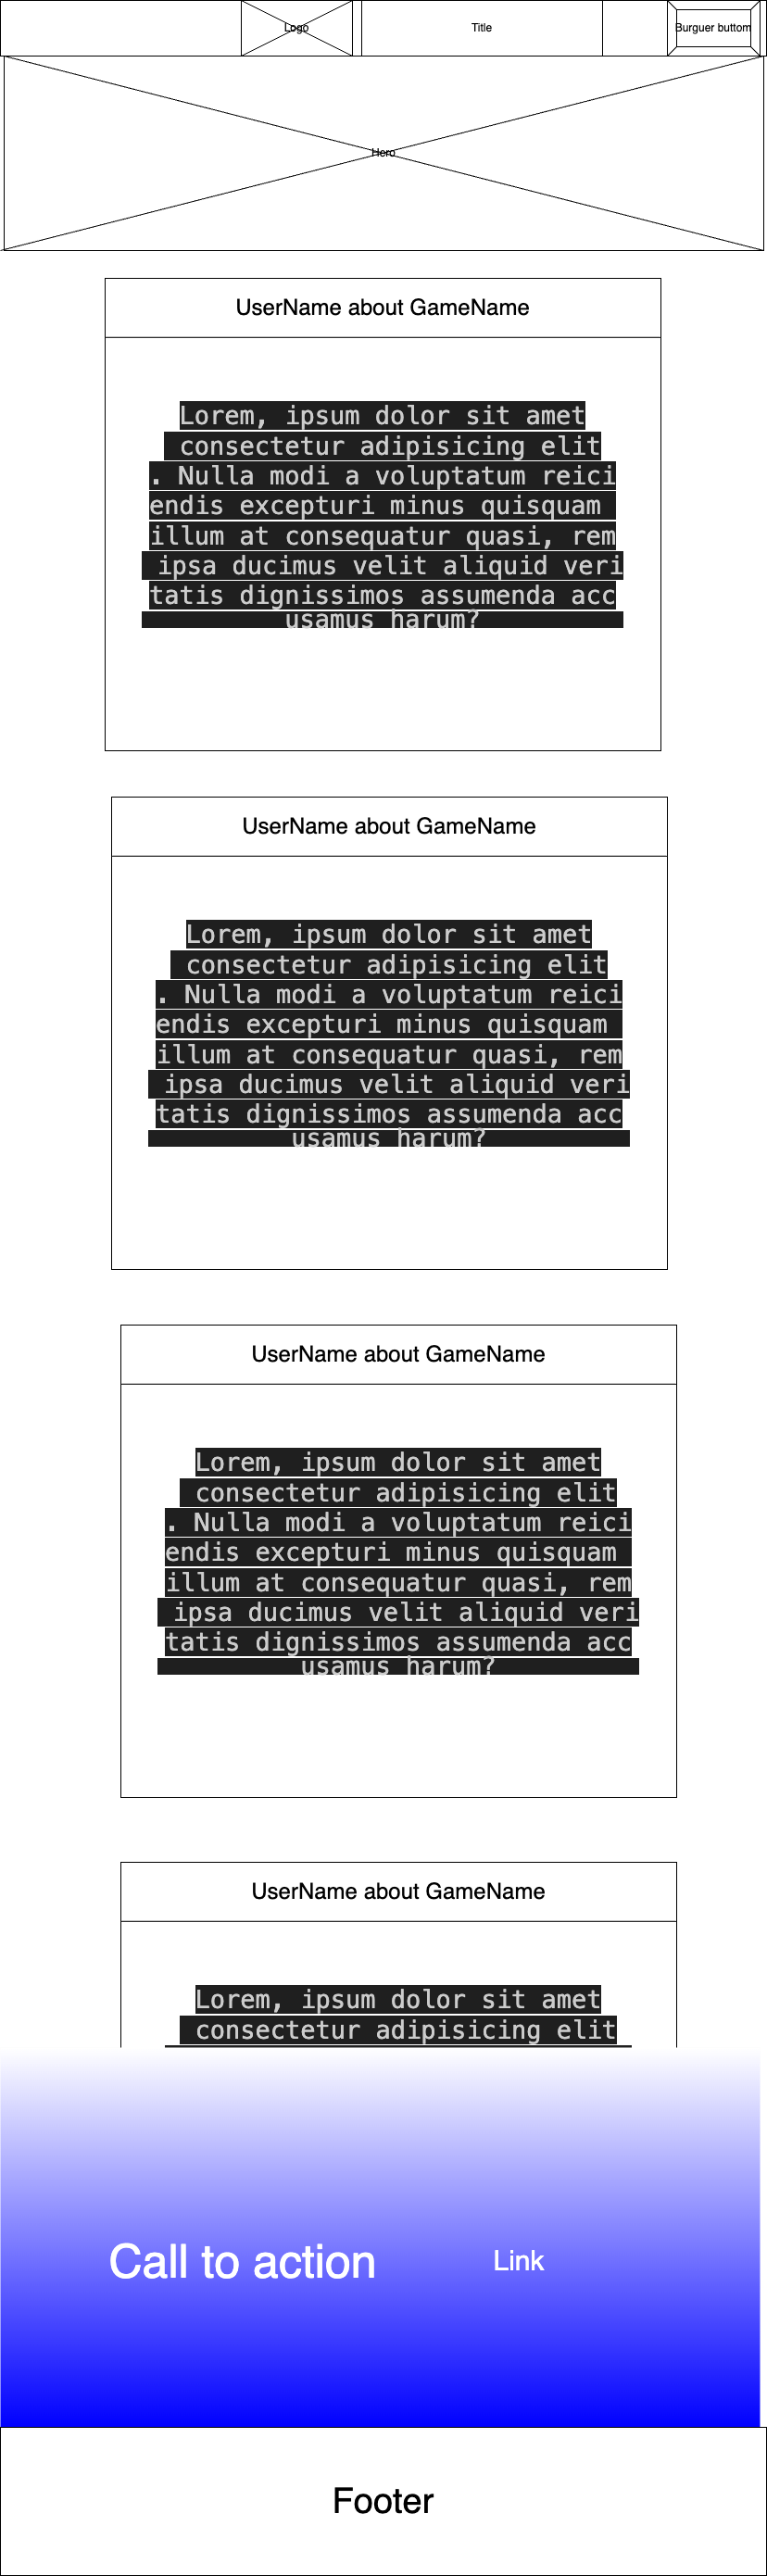 Logo
Title
Burguer buttom
Hero
UserName about GameName
Lorem, ipsum dolor sit amet
consectetur adipisicing elit
. Nulla modi a voluptatum reici
endis excepturi minus quisquam
illum at consequatur quasi, rem
ipsa ducimus velit aliquid veri
tatis dignissimos assumenda acc
usamus harum?
UserName about GameName
Lorem, ipsum dolor sit amet
consectetur adipisicing elit
. Nulla modi a voluptatum reici
endis excepturi minus quisquam
illum at consequatur quasi, rem
ipsa ducimus velit aliquid veri
tatis dignissimos assumenda acc
usamus harum?
UserName about GameName
Lorem, ipsum dolor sit amet
consectetur adipisicing elit
. Nulla modi a voluptatum reici
endis excepturi minus quisquam
illum at consequatur quasi, rem
ipsa ducimus velit aliquid veri
tatis dignissimos assumenda acc
usamus harum?
UserName about GameName
Lorem, ipsum dolor sit amet
consectetur adipisicing elit
Call to action
Link
Footer